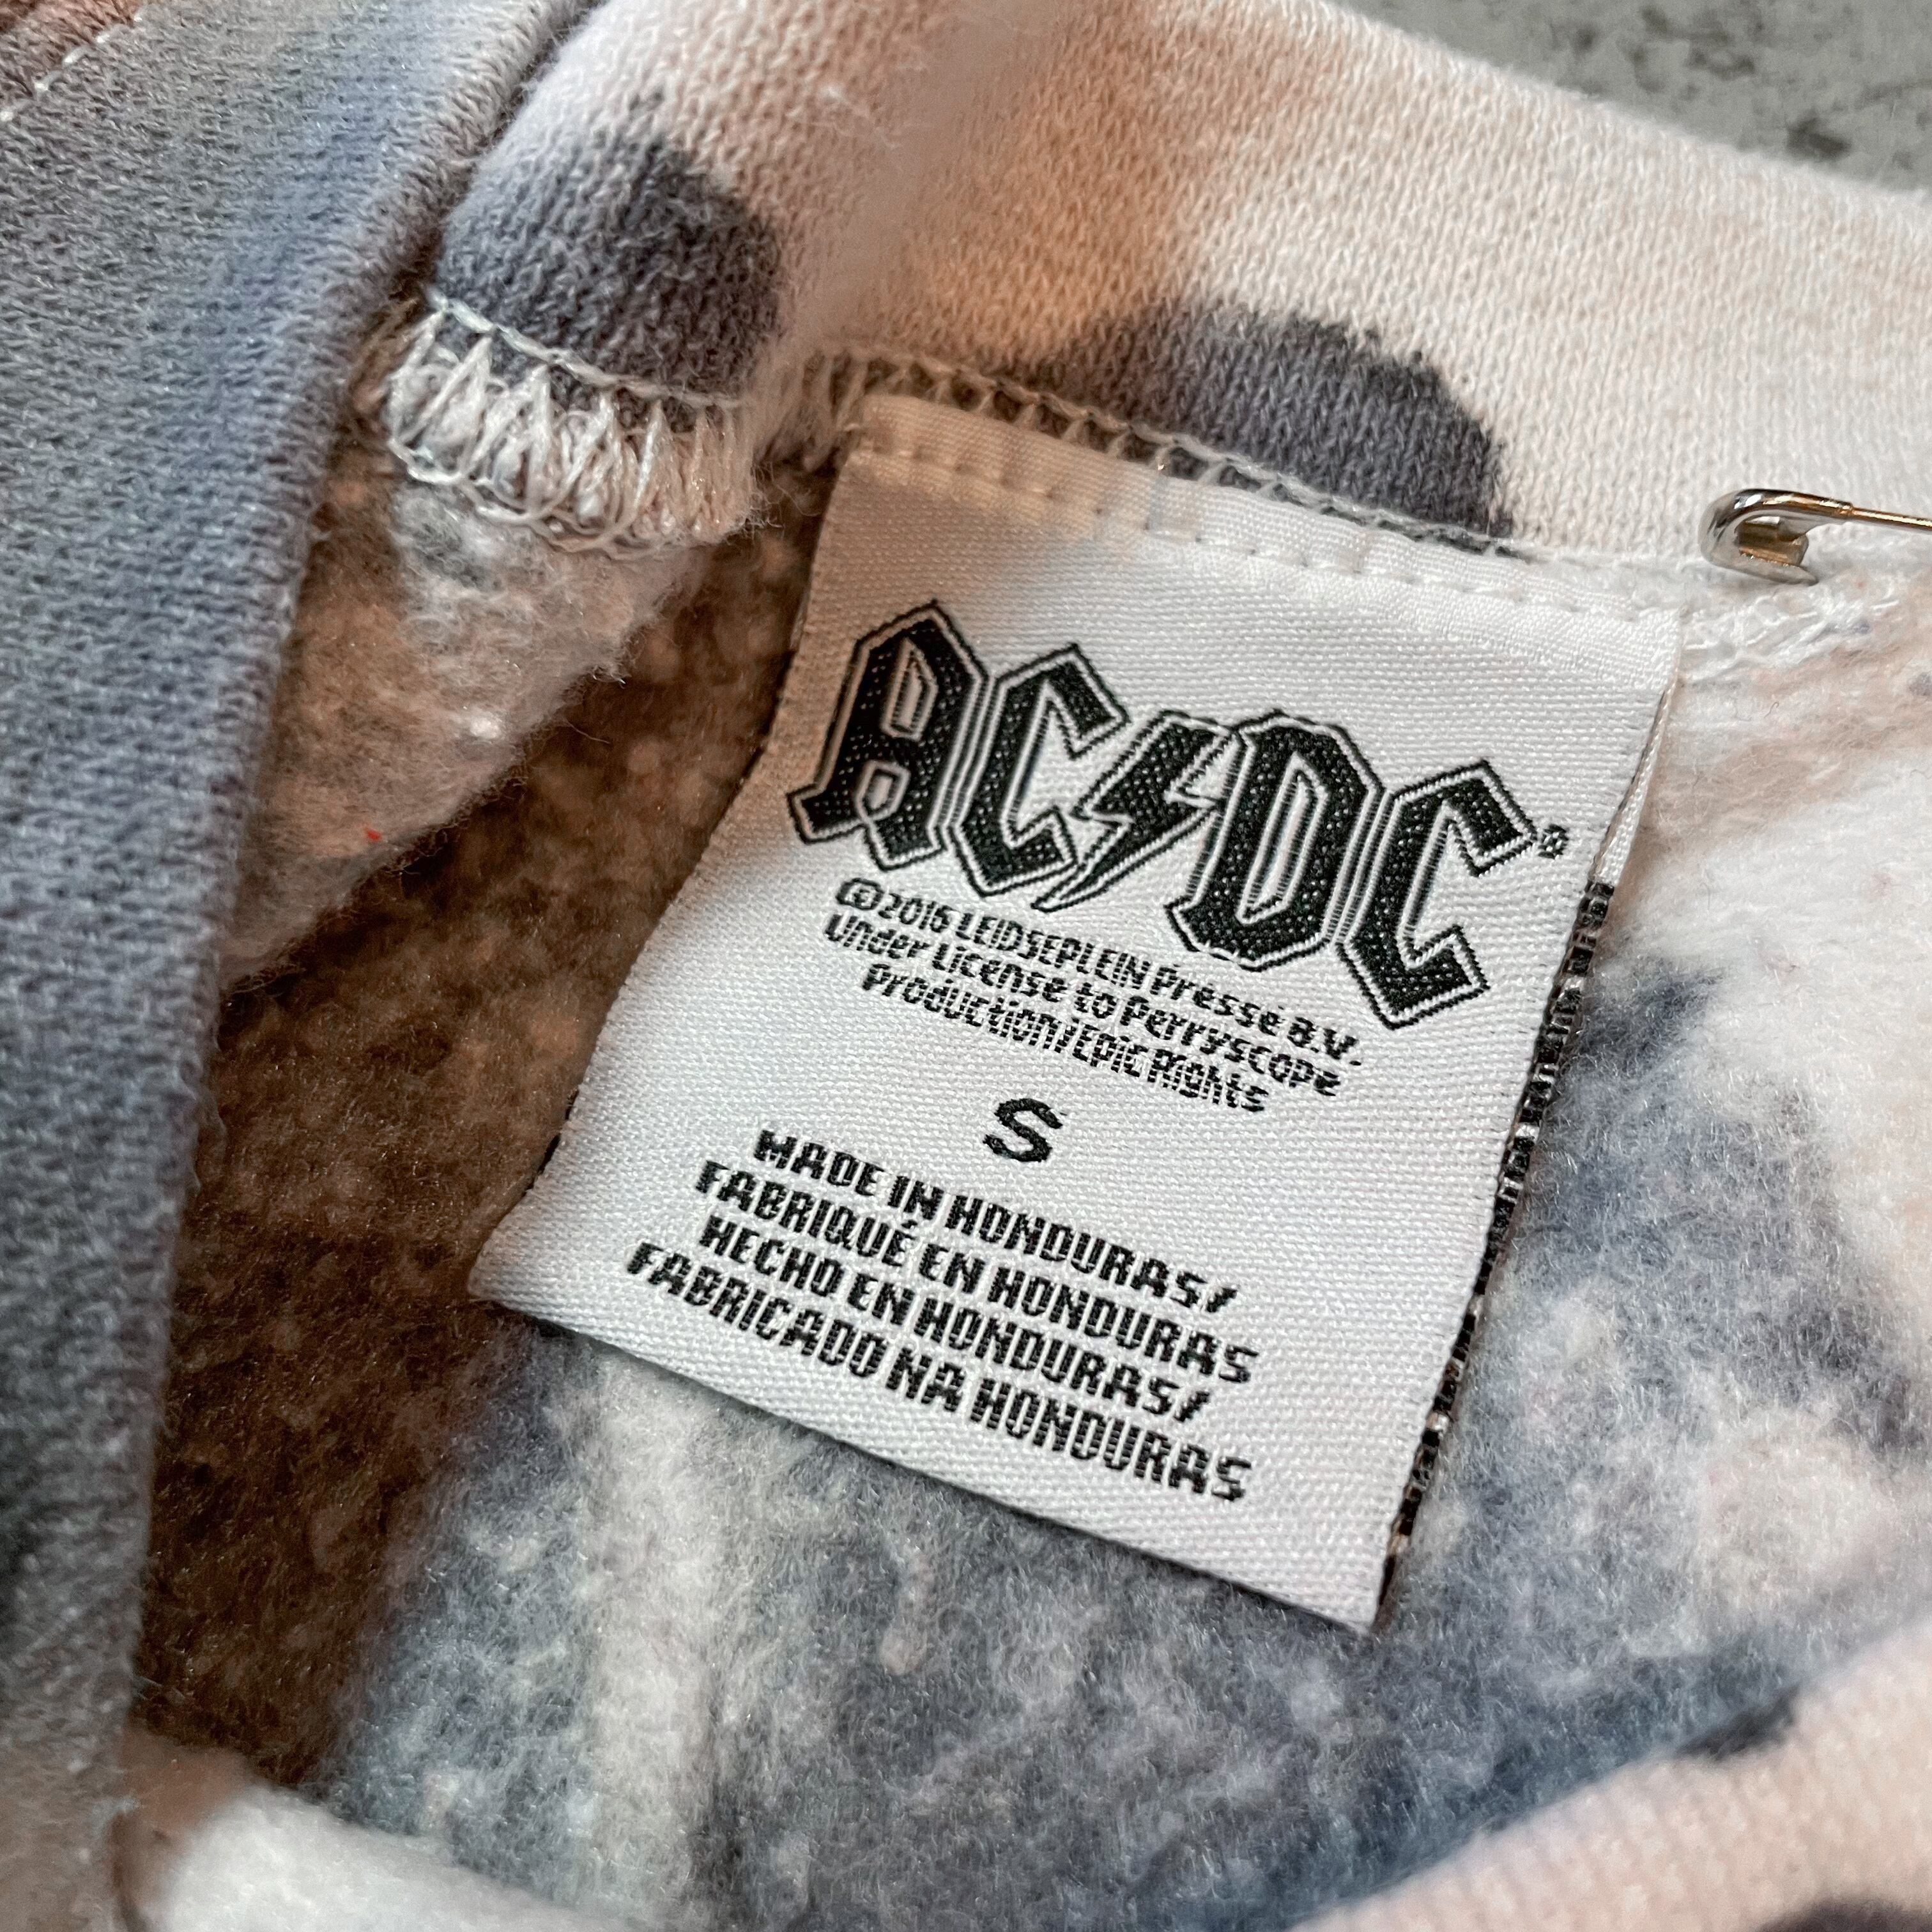 AC/DC®
©2016 LEIDSEPLEIN Presse B.V.
Under License to Perryscope
Production/Epic Rights
S
MADE IN HONDURAS/
FABRIQUÉ EN HONDURAS
HECHO EN HONDURAS/
FABRICADO NA HONDURAS